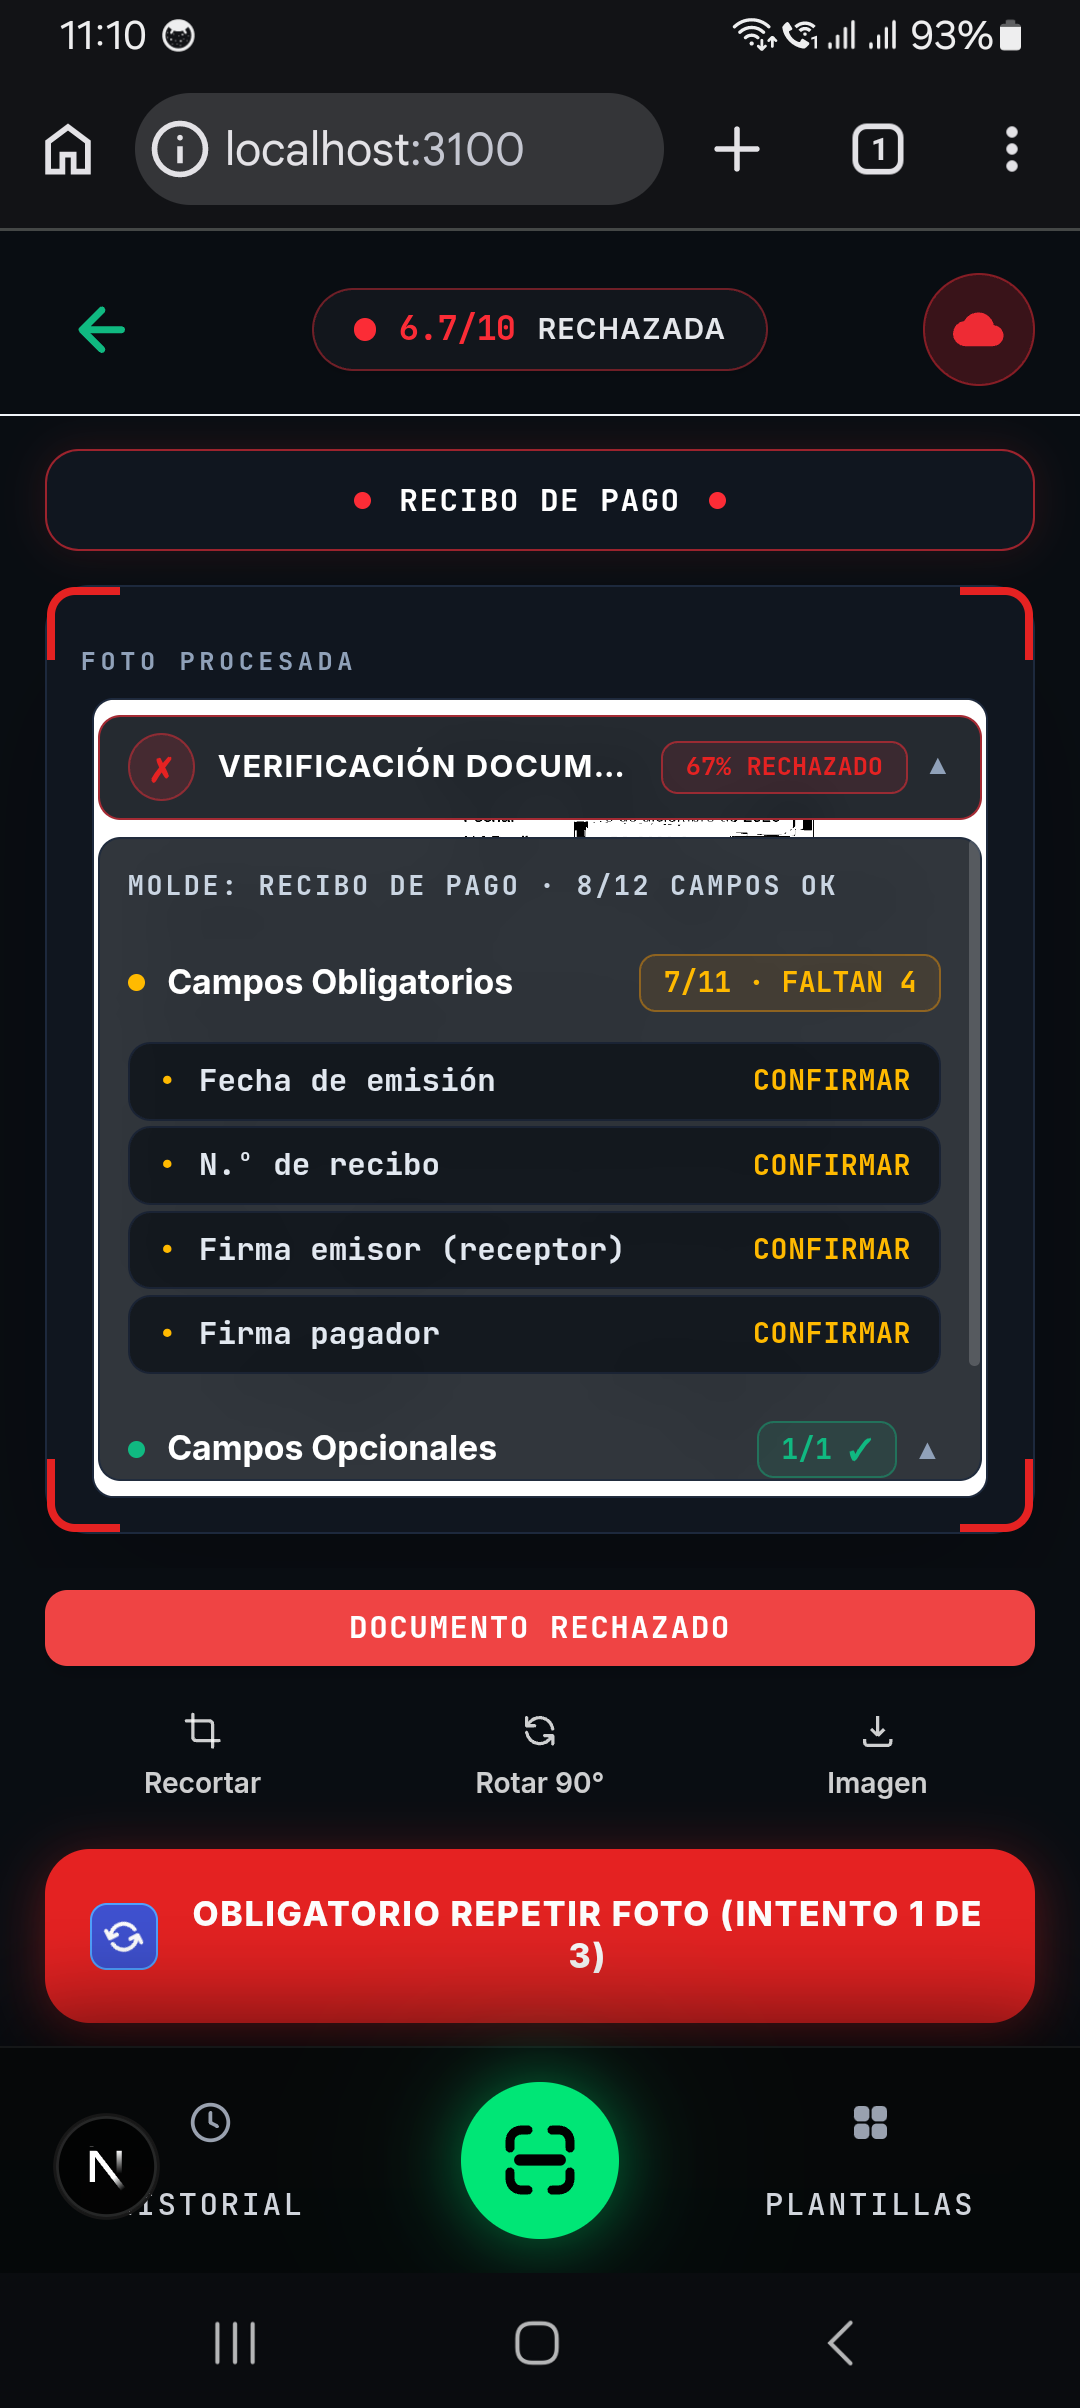 11:10
93%
localhost:3100
1
6.7/10 RECHAZADA
RECIBO DE PAGO
FOTO PROCESADA
✗ VERIFICACIÓN DOCUM... 67% RECHAZADO ▲
MOLDE: RECIBO DE PAGO · 8/12 CAMPOS OK
Campos Obligatorios 7/11 · FALTAN 4
• Fecha de emisión CONFIRMAR
• N.º de recibo CONFIRMAR
• Firma emisor (receptor) CONFIRMAR
• Firma pagador CONFIRMAR
Campos Opcionales 1/1 ✓ ▲
DOCUMENTO RECHAZADO
Recortar Rotar 90° Imagen
OBLIGATORIO REPETIR FOTO (INTENTO 1 DE
3)
N
ISTORIAL PLANTILLAS